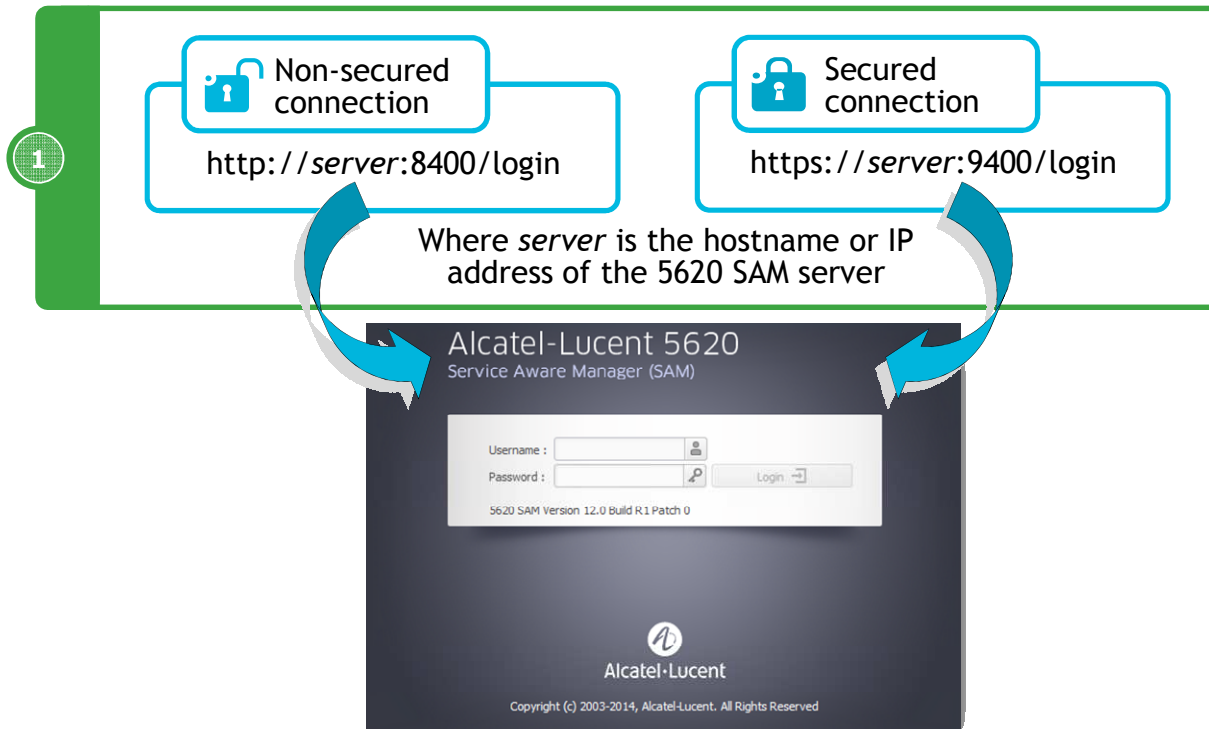 Non-secured
connection
Secured
connection
1
http://server:8400/login
https://server:9400/login
Where server is the hostname or IP
address of the 5620 SAM server
Alcatel-Lucent 5620
Service Aware Manager (SAM)
Username :
Password :
Login
5620 SAM Version 12.0 Build R1 Patch 0
Alcatel·Lucent
Copyright (c) 2003-2014, Alcatel-Lucent. All Rights Reserved